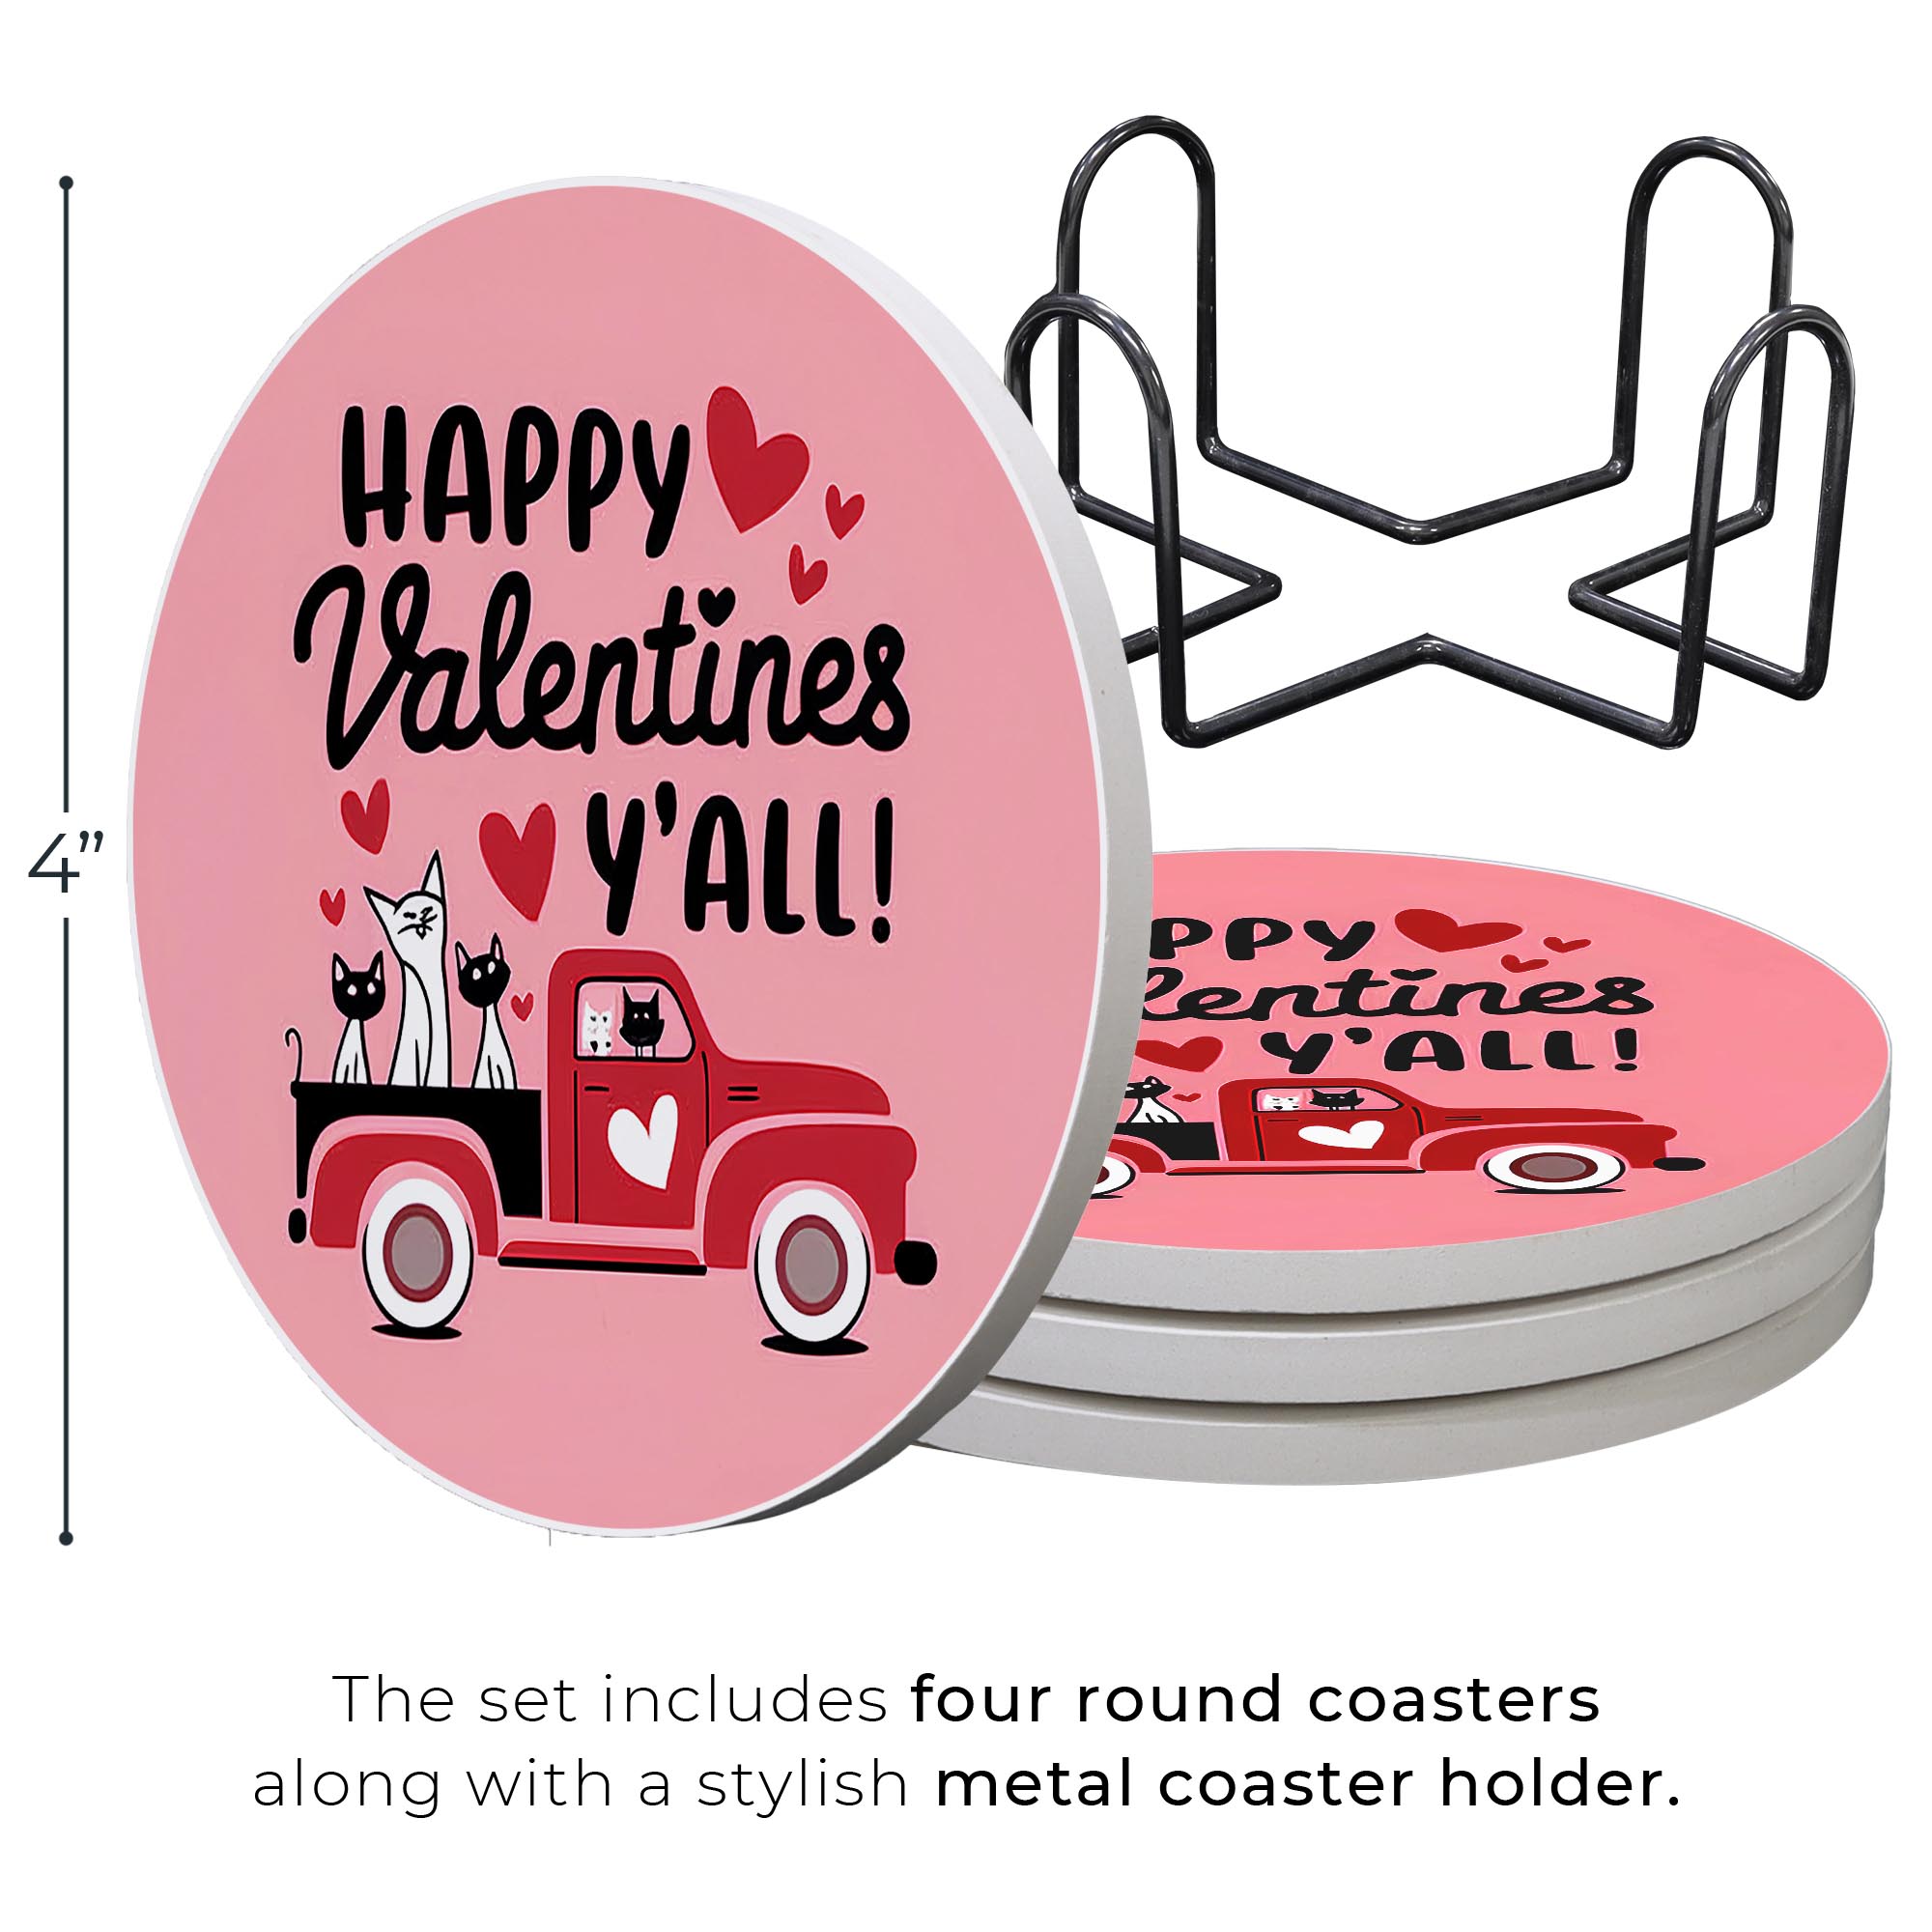 HAPPY
Valentines
Y'ALL!
4”
PPY
lentines
Y'ALL!
The set includes four round coasters
along with a stylish metal coaster holder.